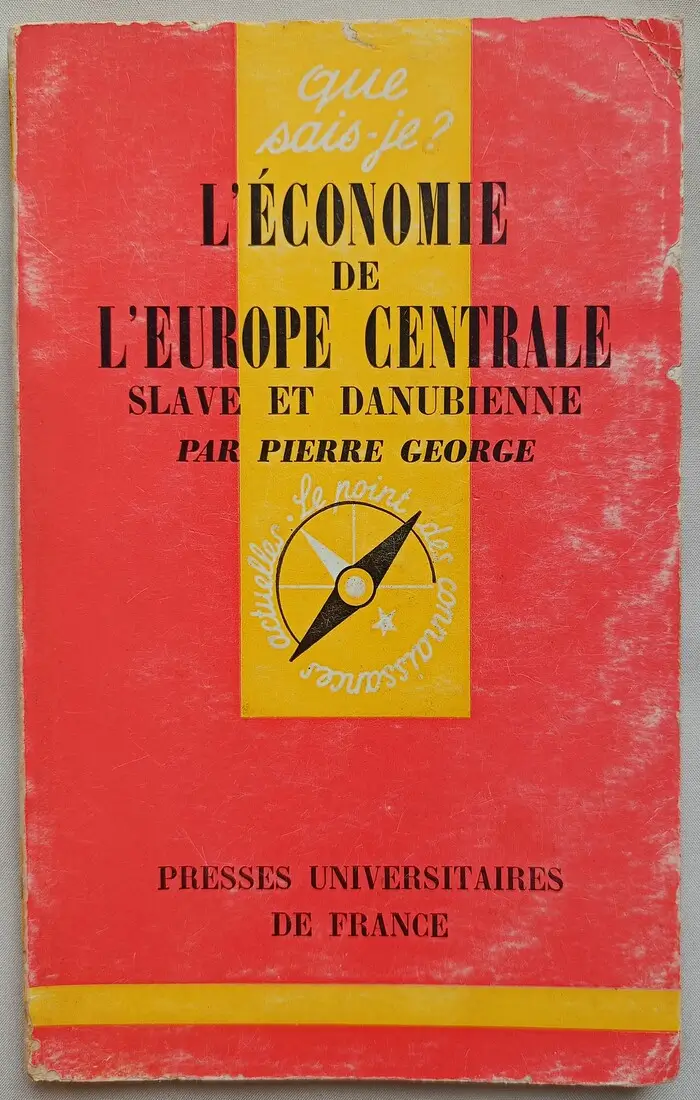 que
sais-je?
L'ÉCONOMIE
DE
L'EUROPE CENTRALE
SLAVE ET DANUBIENNE
PAR PIERRE GEORGE
Le point des connaissances actuelles.
PRESSES UNIVERSITAIRES
DE FRANCE